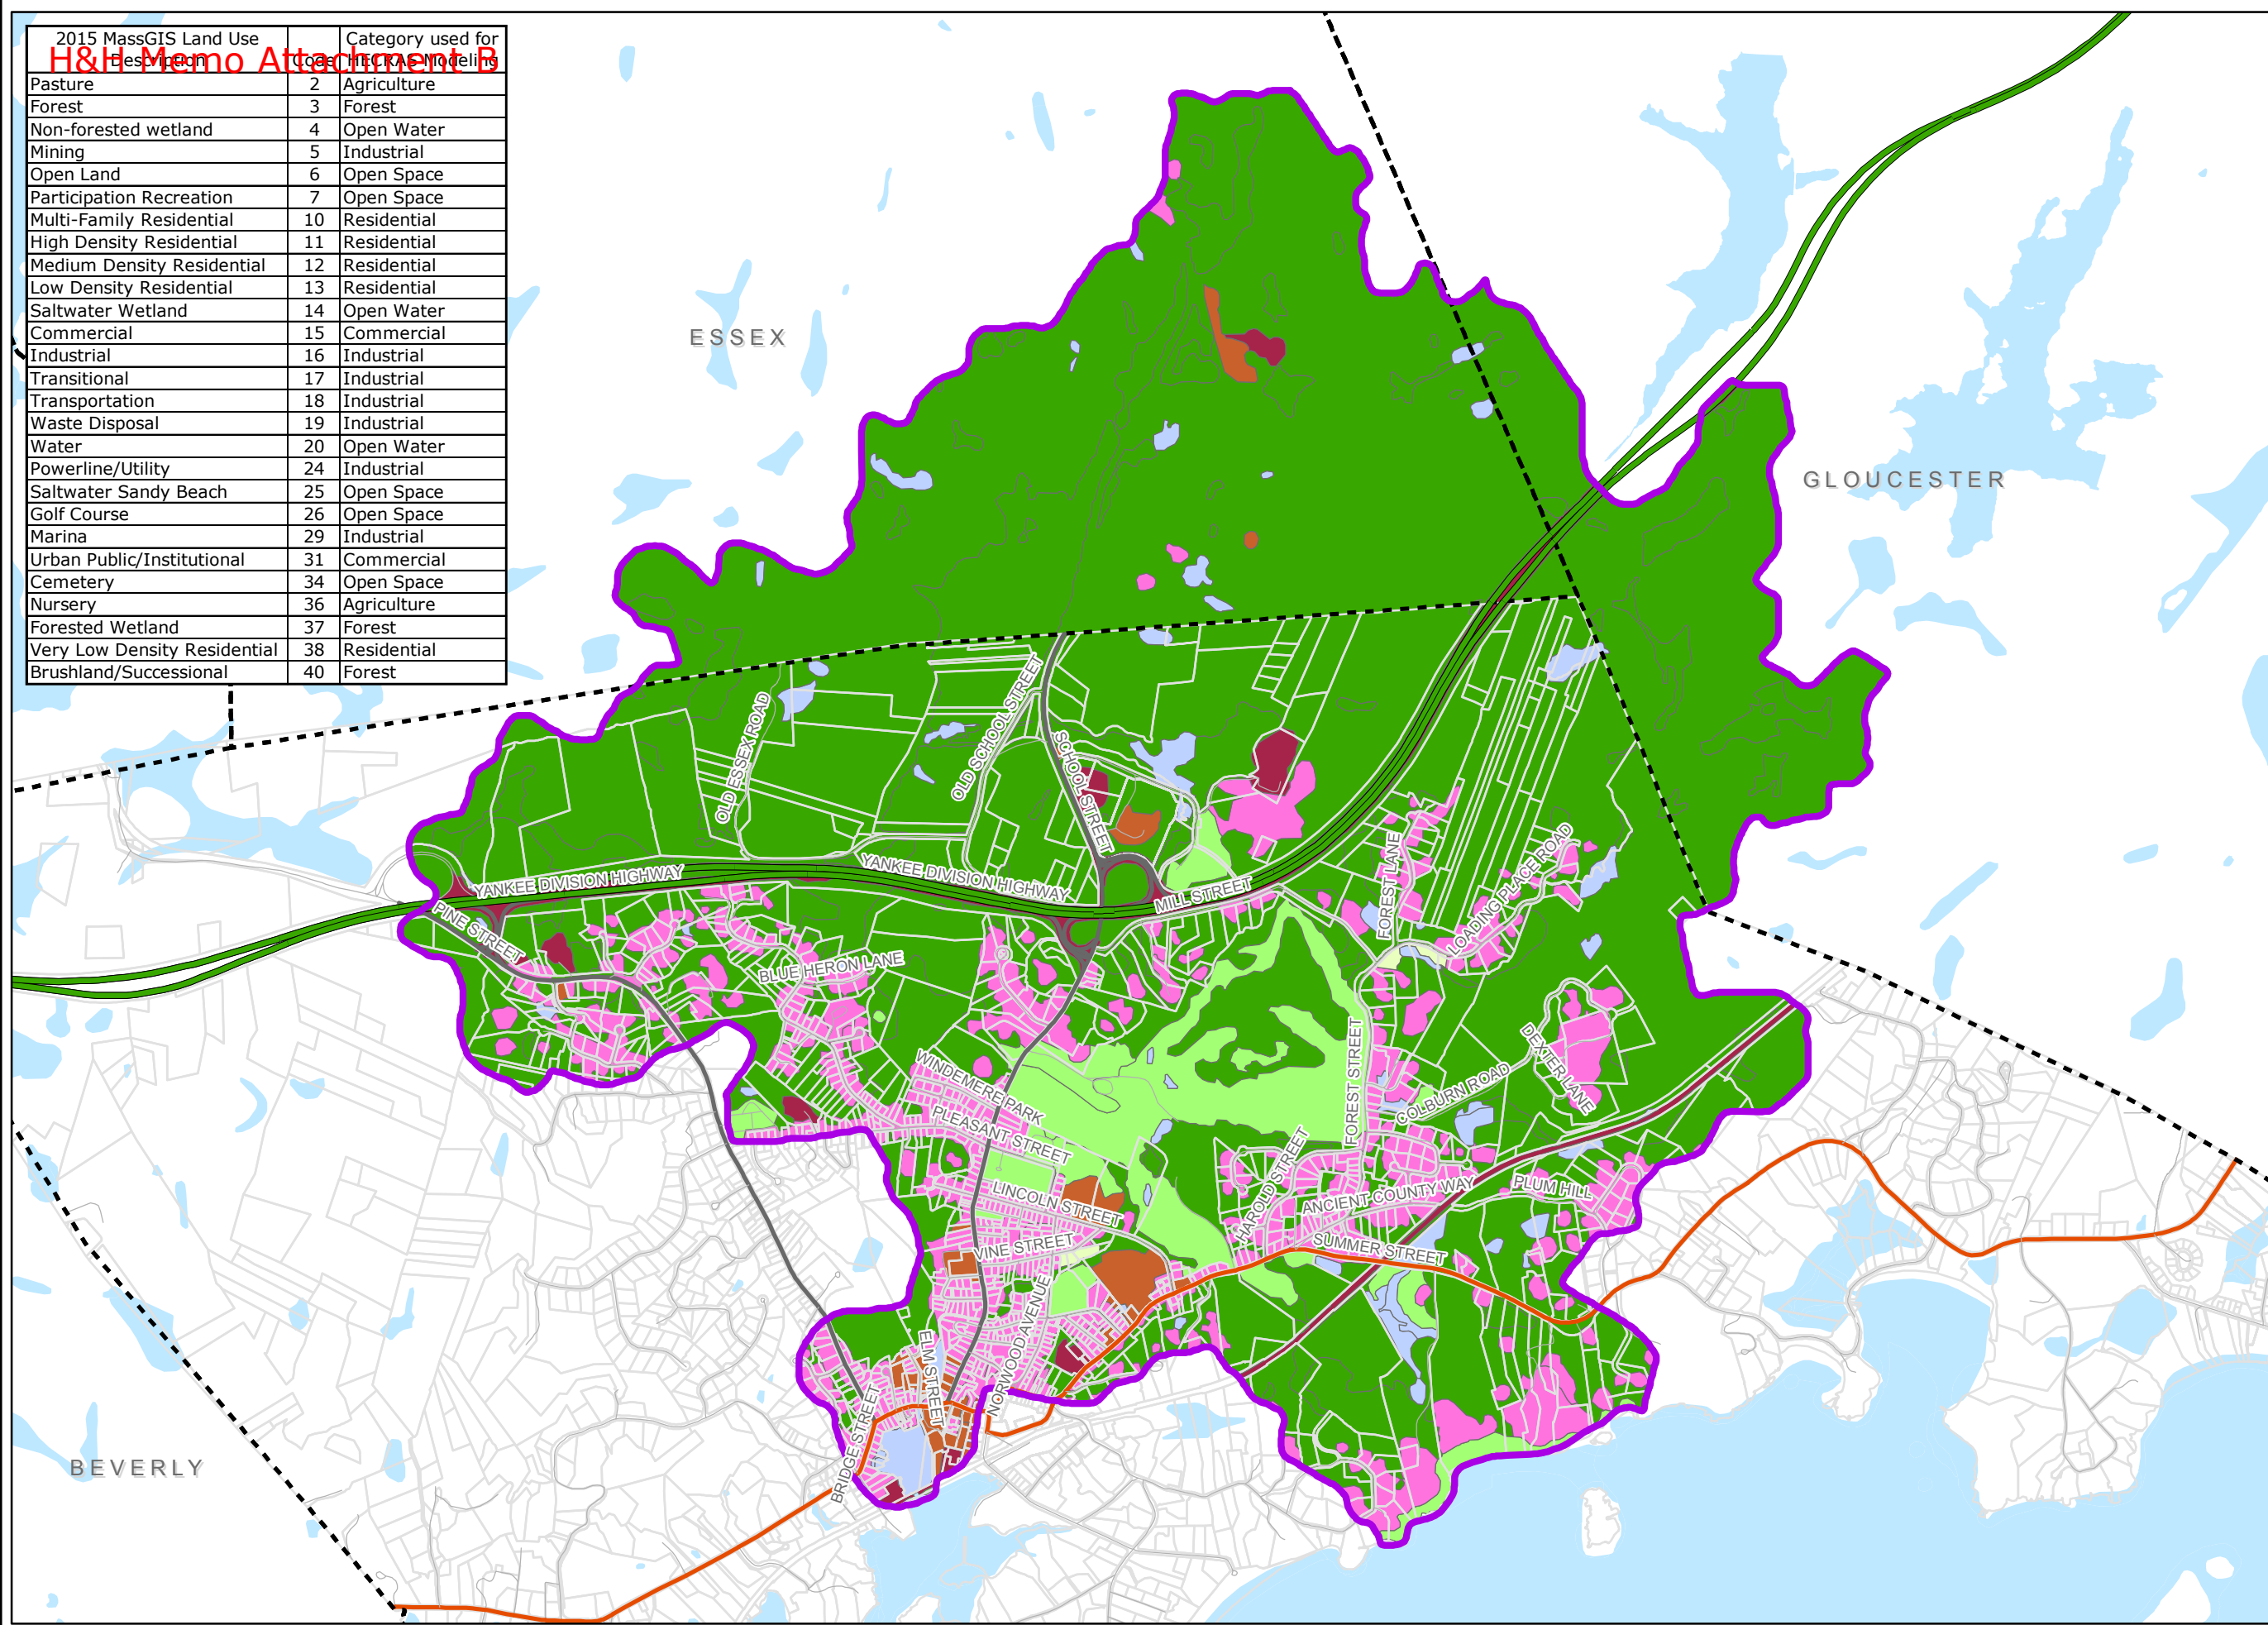 2015 MassGIS Land Use Description Code Category used for HECRAS Modeling
H&H Memo Attachment B
Pasture 2 Agriculture
Forest 3 Forest
Non-forested wetland 4 Open Water
Mining 5 Industrial
Open Land 6 Open Space
Participation Recreation 7 Open Space
Multi-Family Residential 10 Residential
High Density Residential 11 Residential
Medium Density Residential 12 Residential
Low Density Residential 13 Residential
Saltwater Wetland 14 Open Water
Commercial 15 Commercial
Industrial 16 Industrial
Transitional 17 Industrial
Transportation 18 Industrial
Waste Disposal 19 Industrial
Water 20 Open Water
Powerline/Utility 24 Industrial
Saltwater Sandy Beach 25 Open Space
Golf Course 26 Open Space
Marina 29 Industrial
Urban Public/Institutional 31 Commercial
Cemetery 34 Open Space
Nursery 36 Agriculture
Forested Wetland 37 Forest
Very Low Density Residential 38 Residential
Brushland/Successional 40 Forest
ESSEX
GLOUCESTER
OLD ESSEX ROAD
OLD SCHOOL STREET
SCHOOL STREET
YANKEE DIVISION HIGHWAY
YANKEE DIVISION HIGHWAY
MILL STREET
FOREST LANE
LOADING PLACE ROAD
PINE STREET
BLUE HERON LANE
WINDEMERE PARK
PLEASANT STREET
FOREST STREET
COLBURN ROAD
DEXTER LANE
LINCOLN STREET
HAROLD STREET
ANCIENT COUNTY WAY
PLUM HILL
VINE STREET
SUMMER STREET
NORWOOD AVENUE
ELM STREET
BRIDGE STREET
BEVERLY